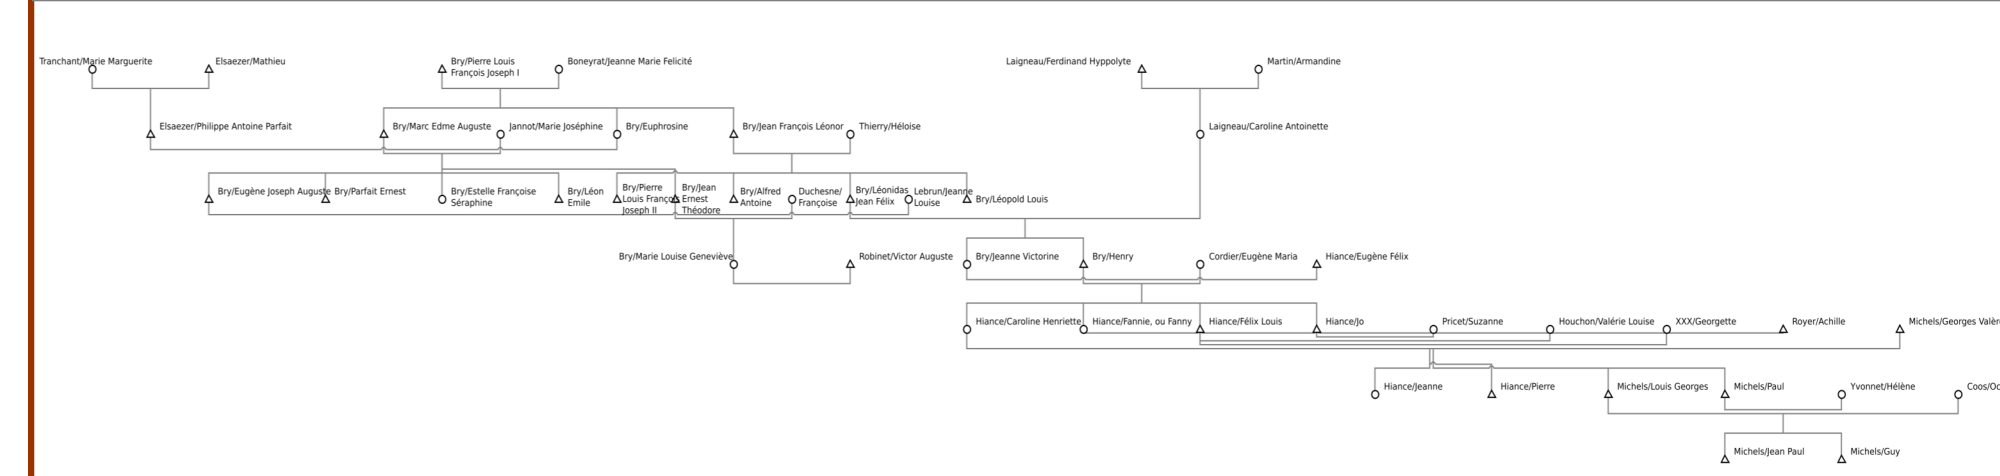 Tranchant/Marie Marguerite
Elsaezer/Mathieu
Bry/Pierre Louis
François Joseph I
Boneyrat/Jeanne Marie Felicité
Laigneau/Ferdinand Hyppolyte
Martin/Armandine
Elsaezer/Philippe Antoine Parfait
Bry/Marc Edme Auguste
Jannot/Marie Joséphine
Bry/Euphrosine
Bry/Jean François Léonor
Thierry/Héloise
Laigneau/Caroline Antoinette
Bry/Eugène Joseph Auguste
Bry/Parfait Ernest
Bry/Estelle Françoise
Séraphine
Bry/Léon
Emile
Bry/Pierre
Louis François
Joseph II
Bry/Jean
Ernest
Théodore
Bry/Alfred
Antoine
Duchesne/
Françoise
Bry/Léonidas
Jean Félix
Lebrun/Jeanne
Louise
Bry/Léopold Louis
Bry/Marie Louise Geneviève
Robinet/Victor Auguste
Bry/Jeanne Victorine
Bry/Henry
Cordier/Eugène Maria
Hiance/Eugène Félix
Hiance/Caroline Henriette
Hiance/Fannie, ou Fanny
Hiance/Félix Louis
Hiance/Jo
Pricet/Suzanne
Houchon/Valérie Louise
XXX/Georgette
Royer/Achille
Michels/Georges Valèr
Hiance/Jeanne
Hiance/Pierre
Michels/Louis Georges
Michels/Paul
Yvonnet/Hélène
Coos/Oc
Michels/Jean Paul
Michels/Guy